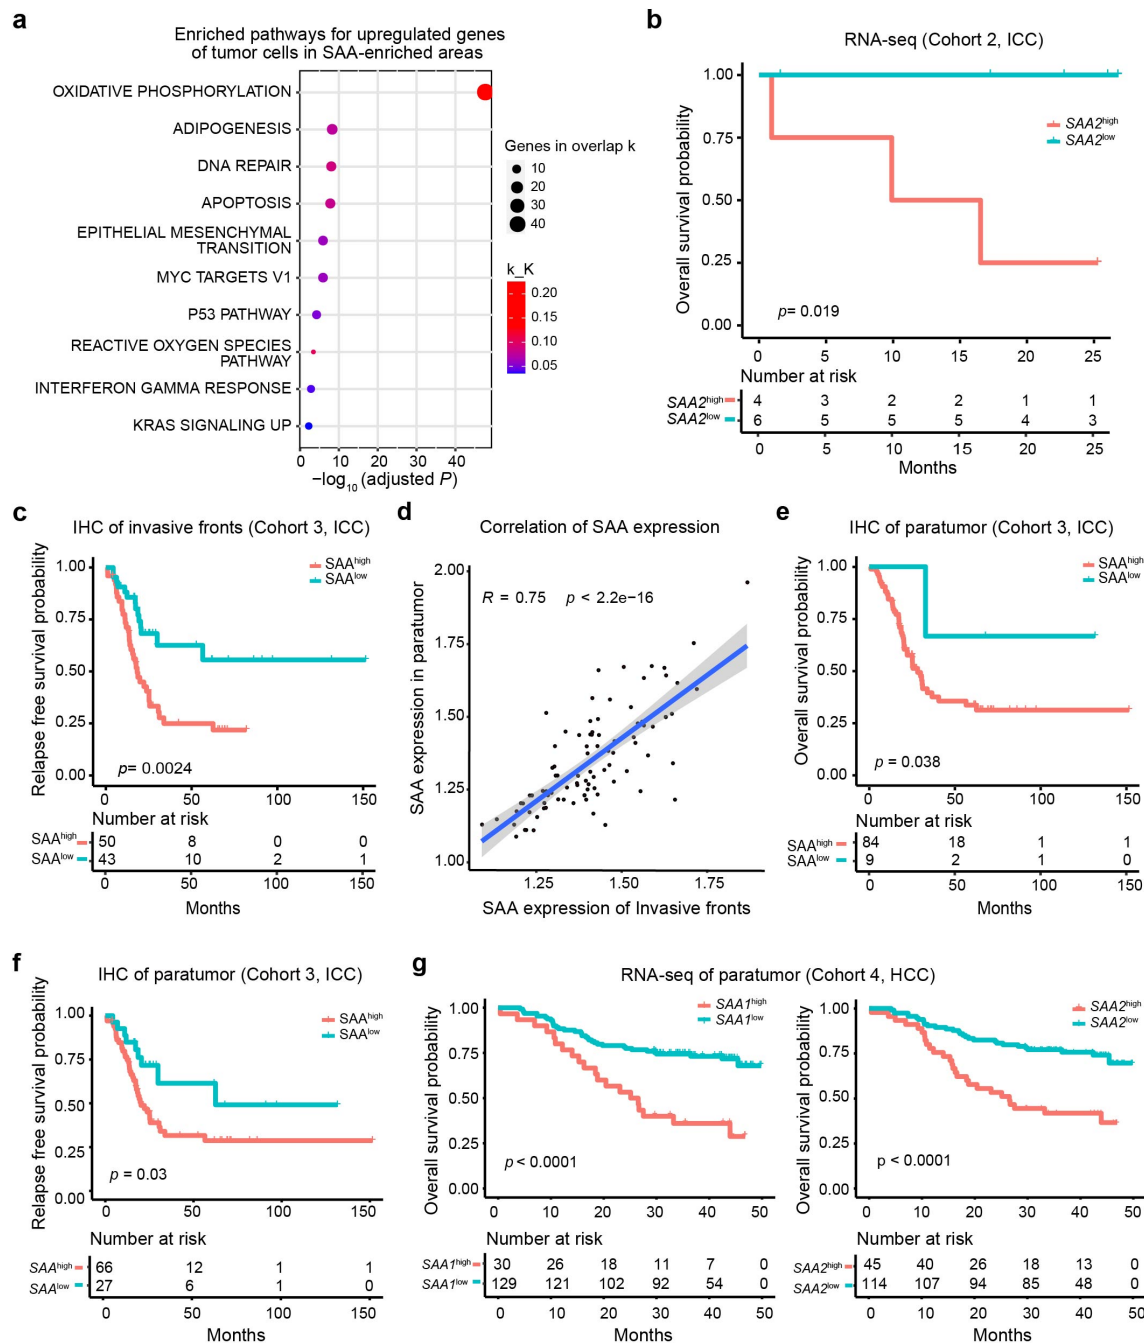 a
Enriched pathways for upregulated genes
of tumor cells in SAA-enriched areas
OXIDATIVE PHOSPHORYLATION
ADIPOGENESIS
DNA REPAIR
APOPTOSIS
EPITHELIAL MESENCHYMAL
TRANSITION
MYC TARGETS V1
P53 PATHWAY
REACTIVE OXYGEN SPECIES
PATHWAY
INTERFERON GAMMA RESPONSE
KRAS SIGNALING UP
0 10 20 30 40
−log10 (adjusted P)
Genes in overlap k
10
20
30
40
k_K
0.20
0.15
0.10
0.05
b
RNA-seq (Cohort 2, ICC)
Overall survival probability
1.00
0.75
0.50
0.25
0.00
SAA2high
SAA2low
p= 0.019
0 5 10 15 20 25
Number at risk
SAA2high 4 3 2 2 1 1
SAA2low 6 5 5 5 4 3
0 5 10 15 20 25
Months
c
IHC of invasive fronts (Cohort 3, ICC)
Relapse free survival probability
1.00
0.75
0.50
0.25
0.00
SAAhigh
SAAlow
p= 0.0024
0 50 100 150
Number at risk
SAAhigh 50 8 0 0
SAAlow 43 10 2 1
0 50 100 150
Months
d
Correlation of SAA expression
SAA expression in paratumor
2.00
1.75
1.50
1.25
1.00
R = 0.75 p < 2.2e−16
1.25 1.50 1.75
SAA expression of Invasive fronts
e
IHC of paratumor (Cohort 3, ICC)
Overall survival probability
1.00
0.75
0.50
0.25
0.00
SAAhigh
SAAlow
p = 0.038
0 50 100 150
Number at risk
SAAhigh 84 18 1 1
SAAlow 9 2 1 0
0 50 100 150
Months
f
IHC of paratumor (Cohort 3, ICC)
Relapse free survival probability
1.00
0.75
0.50
0.25
0.00
SAAhigh
SAAlow
p = 0.03
0 50 100 150
Number at risk
SAAhigh 66 12 1 1
SAAlow 27 6 1 0
0 50 100 150
Months
g
RNA-seq of paratumor (Cohort 4, HCC)
Overall survival probability
1.00
0.75
0.50
0.25
0.00
SAA1high
SAA1low
p < 0.0001
0 10 20 30 40 50
Number at risk
SAA1high 30 26 18 11 7 0
SAA1low 129 121 102 92 54 0
0 10 20 30 40 50
Months
Overall survival probability
1.00
0.75
0.50
0.25
0.00
SAA2high
SAA2low
p < 0.0001
0 10 20 30 40 50
Number at risk
SAA2high 45 40 26 18 13 0
SAA2low 114 107 94 85 48 0
0 10 20 30 40 50
Months